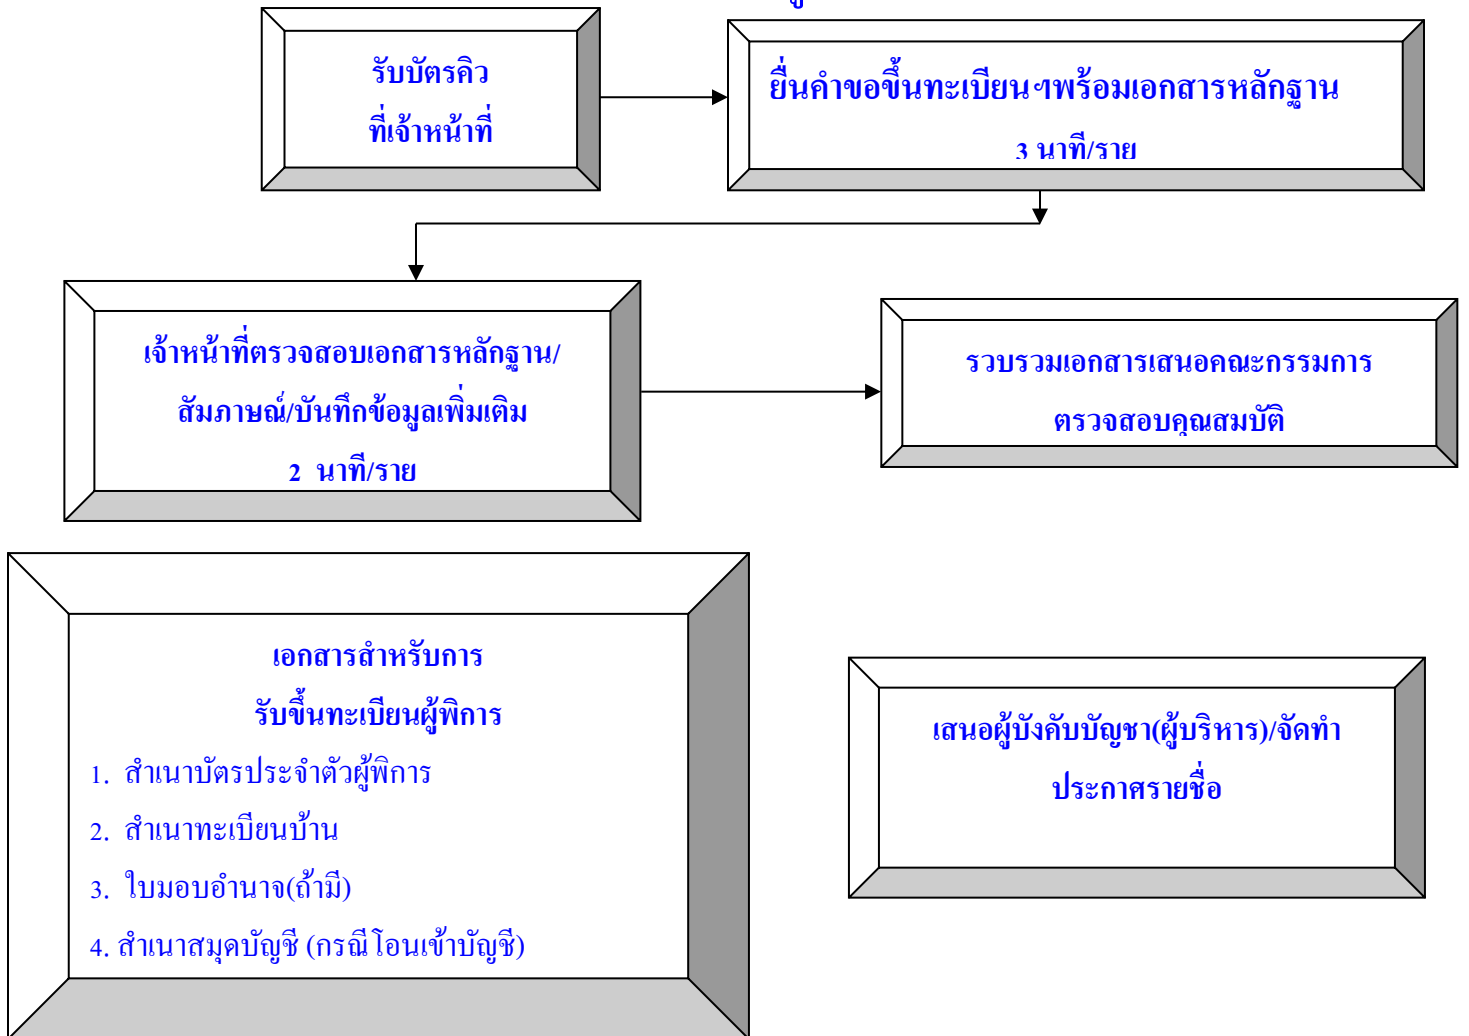 รับบัตรคิว
ที่เจ้าหน้าที่
ยื่นคำขอขึ้นทะเบียนฯพร้อมเอกสารหลักฐาน
3 นาที/ราย
เจ้าหน้าที่ตรวจสอบเอกสารหลักฐาน/
สัมภาษณ์/บันทึกข้อมูลเพิ่มเติม
2 นาที/ราย
รวบรวมเอกสารเสนอคณะกรรมการ
ตรวจสอบคุณสมบัติ
เอกสารสำหรับการ
รับขึ้นทะเบียนผู้พิการ
1. สำเนาบัตรประจำตัวผู้พิการ
2. สำเนาทะเบียนบ้าน
3. ใบมอบอำนาจ(ถ้ามี)
4. สำเนาสมุดบัญชี (กรณีโอนเข้าบัญชี)
เสนอผู้บังคับบัญชา(ผู้บริหาร)/จัดทำ
ประกาศรายชื่อ